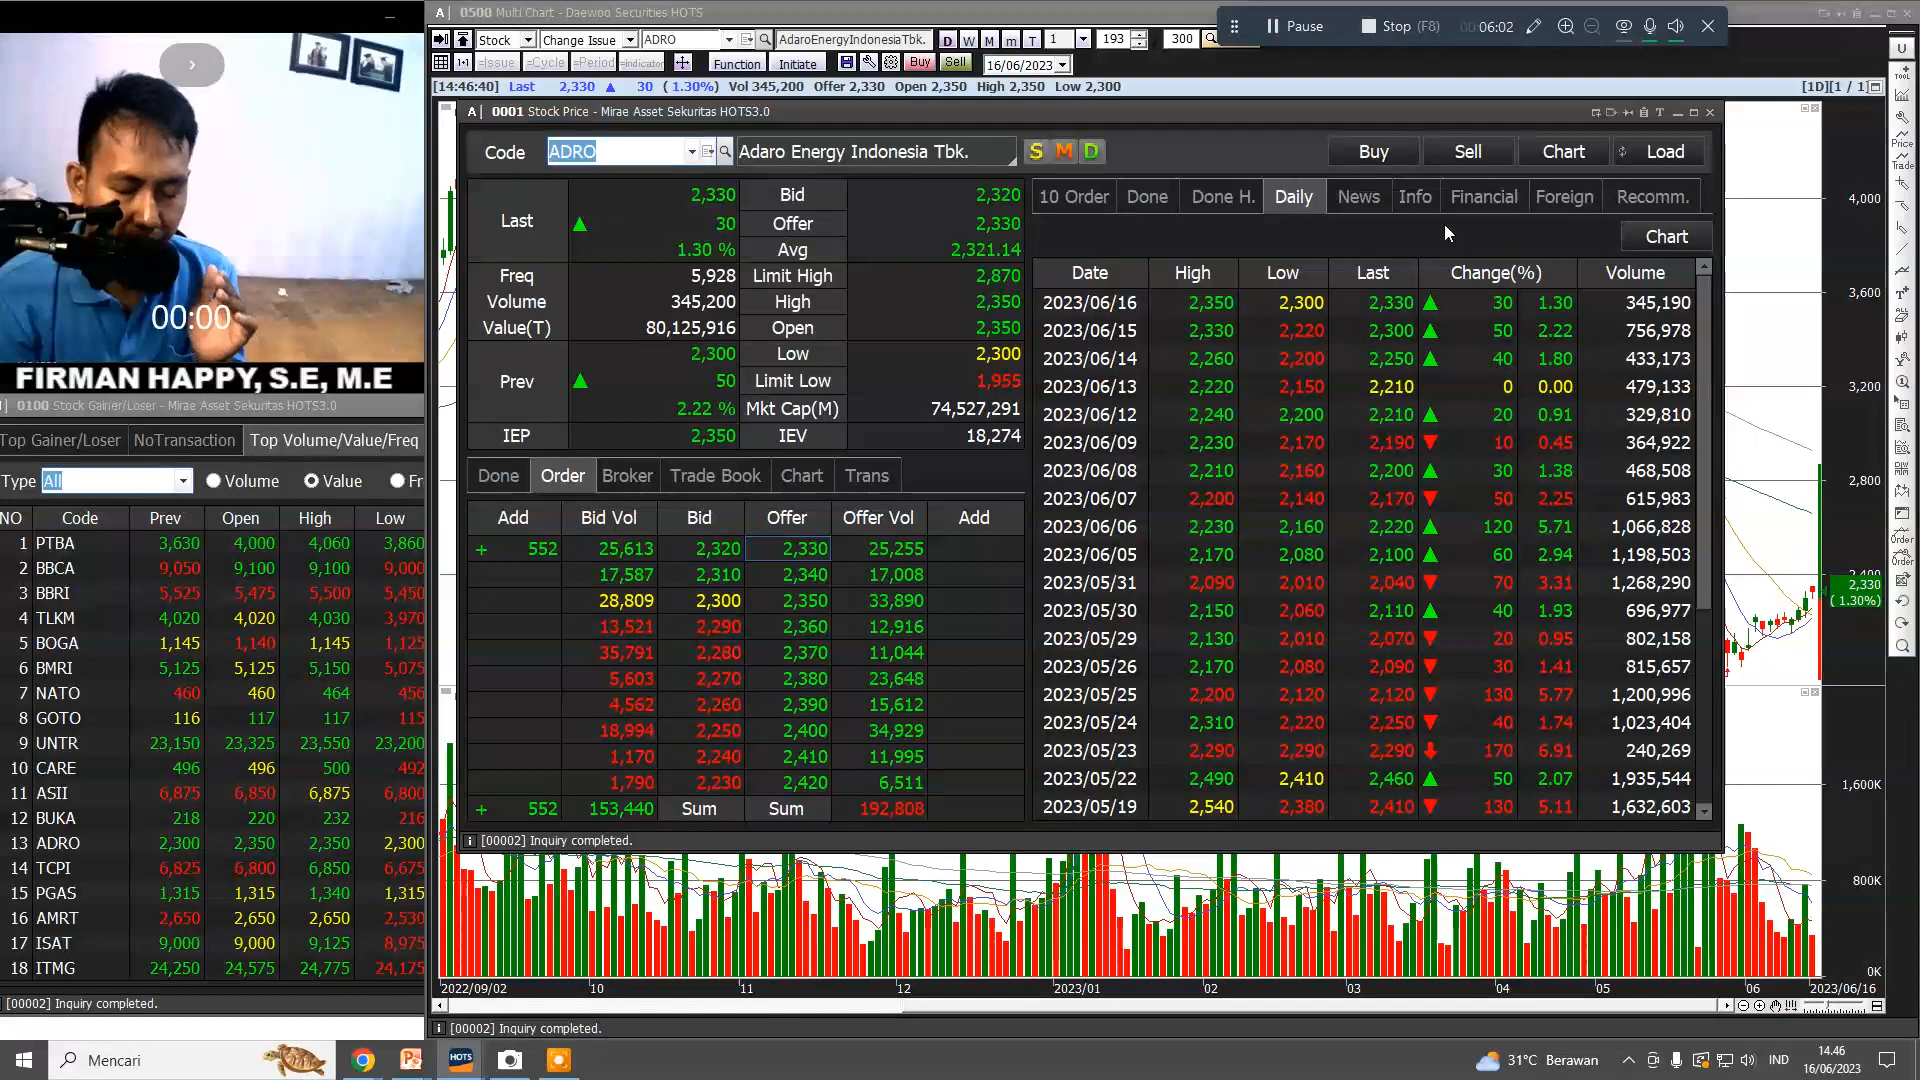 A 0500 Multi Chart - Daewoo Securities HOTS
Pause Stop (F8) 00:06:02
Stock Change Issue ADRO AdaroEnergyIndonesiaTbk. D W M m T 1 193 300
=Issue =Cycle =Period =Indicator Function Initiate Buy Sell 16/06/2023
[14:46:40] Last 2,330 ▲ 30 ( 1.30%) Vol 345,200 Offer 2,330 Open 2,350 High 2,350 Low 2,300 [1D][1 / 1]
A 0001 Stock Price - Mirae Asset Sekuritas HOTS3.0
Code ADRO Adaro Energy Indonesia Tbk. S M D Buy Sell Chart Load
10 Order Done Done H. Daily News Info Financial Foreign Recomm.
Chart
Last 2,330 Bid 2,320
▲ 30 Offer 2,330
1.30 % Avg 2,321.14
Freq 5,928 Limit High 2,870
Volume 345,200 High 2,350
Value(T) 80,125,916 Open 2,350
Prev 2,300 Low 2,300
▲ 50 Limit Low 1,955
2.22 % Mkt Cap(M) 74,527,291
IEP 2,350 IEV 18,274
Done Order Broker Trade Book Chart Trans
Add Bid Vol Bid Offer Offer Vol Add
+ 552 25,613 2,320 2,330 25,255
17,587 2,310 2,340 17,008
28,809 2,300 2,350 33,890
13,521 2,290 2,360 12,916
35,791 2,280 2,370 11,044
5,603 2,270 2,380 23,648
4,562 2,260 2,390 15,612
18,994 2,250 2,400 34,929
1,170 2,240 2,410 11,995
1,790 2,230 2,420 6,511
+ 552 153,440 Sum Sum 192,808
Date High Low Last Change(%) Volume
2023/06/16 2,350 2,300 2,330 ▲ 30 1.30 345,190
2023/06/15 2,330 2,220 2,300 ▲ 50 2.22 756,978
2023/06/14 2,260 2,200 2,250 ▲ 40 1.80 433,173
2023/06/13 2,220 2,150 2,210 0 0.00 479,133
2023/06/12 2,240 2,200 2,210 ▲ 20 0.91 329,810
2023/06/09 2,230 2,170 2,190 ▼ 10 0.45 364,922
2023/06/08 2,210 2,160 2,200 ▲ 30 1.38 468,508
2023/06/07 2,200 2,140 2,170 ▼ 50 2.25 615,983
2023/06/06 2,230 2,160 2,220 ▲ 120 5.71 1,066,828
2023/06/05 2,170 2,080 2,100 ▲ 60 2.94 1,198,503
2023/05/31 2,090 2,010 2,040 ▼ 70 3.31 1,268,290
2023/05/30 2,150 2,060 2,110 ▲ 40 1.93 696,977
2023/05/29 2,130 2,010 2,070 ▼ 20 0.95 802,158
2023/05/26 2,170 2,080 2,090 ▼ 30 1.41 815,657
2023/05/25 2,200 2,120 2,120 ▼ 130 5.77 1,200,996
2023/05/24 2,310 2,220 2,250 ▼ 40 1.74 1,023,404
2023/05/23 2,290 2,290 2,290 ⬇ 170 6.91 240,269
2023/05/22 2,490 2,410 2,460 ▲ 50 2.07 1,935,544
2023/05/19 2,540 2,380 2,410 ▼ 130 5.11 1,632,603
[00002] Inquiry completed.
4,000
3,600
3,200
2,800
2,400
2,330
( 1.30%)
1,600K
800K
0K
2022/09/02 10 11 12 2023/01 02 03 04 05 06 2023/06/16
[00002] Inquiry completed.
U
TOOL
Price
Trade
Order
Order
00:00
FIRMAN HAPPY, S.E, M.E
0100 Stock Gainer/Loser - Mirae Asset Sekuritas HOTS3.0
Top Gainer/Loser NoTransaction Top Volume/Value/Freq
Type All Volume Value Fr
NO Code Prev Open High Low
1 PTBA 3,630 4,000 4,060 3,860
2 BBCA 9,050 9,100 9,100 9,000
3 BBRI 5,525 5,475 5,500 5,450
4 TLKM 4,020 4,020 4,030 3,970
5 BOGA 1,145 1,140 1,145 1,125
6 BMRI 5,125 5,125 5,150 5,075
7 NATO 460 460 464 456
8 GOTO 116 117 117 115
9 UNTR 23,150 23,325 23,550 23,200
10 CARE 496 496 500 492
11 ASII 6,875 6,850 6,875 6,800
12 BUKA 218 220 232 216
13 ADRO 2,300 2,350 2,350 2,300
14 TCPI 6,825 6,800 6,850 6,675
15 PGAS 1,315 1,315 1,340 1,315
16 AMRT 2,650 2,650 2,650 2,530
17 ISAT 9,000 9,000 9,125 8,975
18 ITMG 24,250 24,575 24,775 24,175
[00002] Inquiry completed.
Mencari HOTS 31°C Berawan IND 14.46
16/06/2023